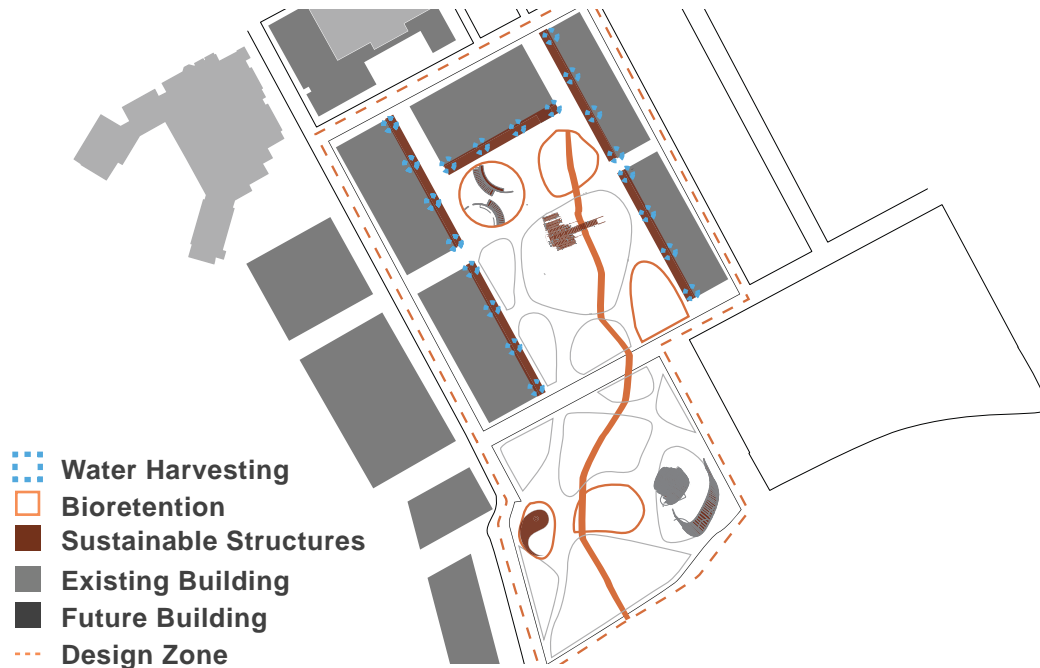 Water Harvesting
Bioretention
Sustainable Structures
Existing Building
Future Building
Design Zone